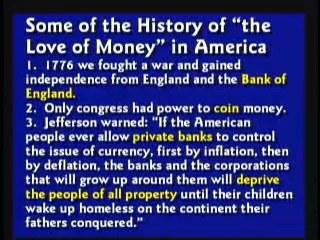 Some of the History of “the
Love of Money” in America
1. 1776 we fought a war and gained
independence from England and the Bank of
England.
2. Only congress had power to coin money.
3. Jefferson warned: "If the American
people ever allow private banks to control
the issue of currency, first by inflation, then
by deflation, the banks and the corporations
that will grow up around them will deprive
the people of all property until their children
wake up homeless on the continent their
fathers conquered."